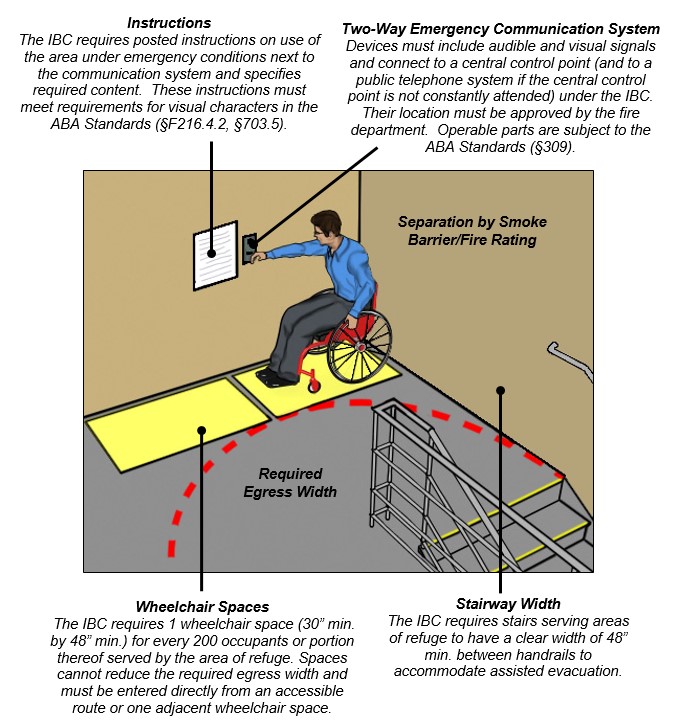 Instructions
The IBC requires posted instructions on use of
the area under emergency conditions next to
the communication system and specifies
required content.  These instructions must
meet requirements for visual characters in the
ABA Standards (§F216.4.2, §703.5).
Two-Way Emergency Communication System
Devices must include audible and visual signals
and connect to a central control point (and to a
public telephone system if the central control
point is not constantly attended) under the IBC.
Their location must be approved by the fire
department.  Operable parts are subject to the
ABA Standards (§309).
Separation by Smoke
Barrier/Fire Rating
Required
Egress Width
Wheelchair Spaces
The IBC requires 1 wheelchair space (30” min.
by 48” min.) for every 200 occupants or portion
thereof served by the area of refuge. Spaces
cannot reduce the required egress width and
must be entered directly from an accessible
route or one adjacent wheelchair space.
Stairway Width
The IBC requires stairs serving areas
of refuge to have a clear width of 48”
min. between handrails to
accommodate assisted evacuation.